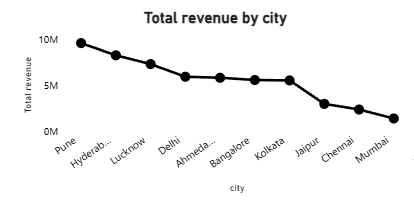 Total revenue by city
10M
5M
0M
Total revenue
Pune
Hyderab...
Lucknow
Delhi
Ahmeda...
Bangalore
Kolkata
Jaipur
Chennai
Mumbai
city